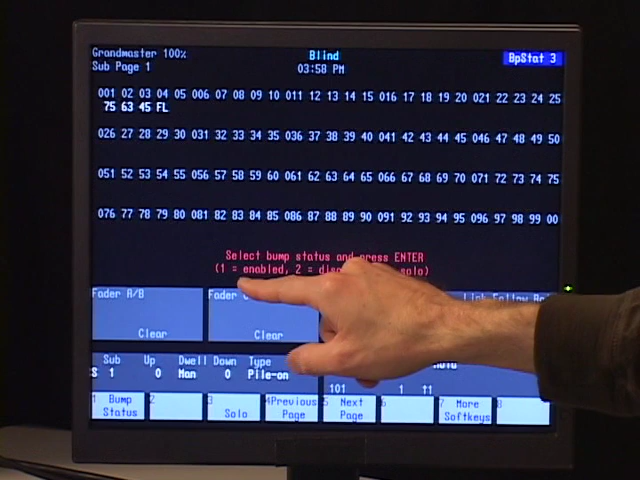 Grandmaster 100% Blind BpStat 3
Sub Page 1 03:58 PM
001 02 03 04 05 006 07 08 09 10 011 12 13 14 15 016 17 18 19 20 021 22 23 24 25
75 63 45 FL
026 27 28 29 30 031 32 33 34 35 036 37 38 39 40 041 42 43 44 45 046 47 48 49 50
051 52 53 54 55 056 57 58 59 60 061 62 63 64 65 066 67 68 69 70 071 72 73 74 75
076 77 78 79 80 081 82 83 84 85 086 87 88 89 90 091 92 93 94 95 096 97 98 99 00
Select bump status and press ENTER
(1 = enabled, 2 = solo)
Fader A/B Fader Link Follow
Clear Clear
Sub Up Dwell Down Type
S 1 0 Man 0 Pile-on
101 1 ↑1
1 Bump Status 2 3 Solo 4 Previous Page 5 Next Page 6 7 More Softkeys 8